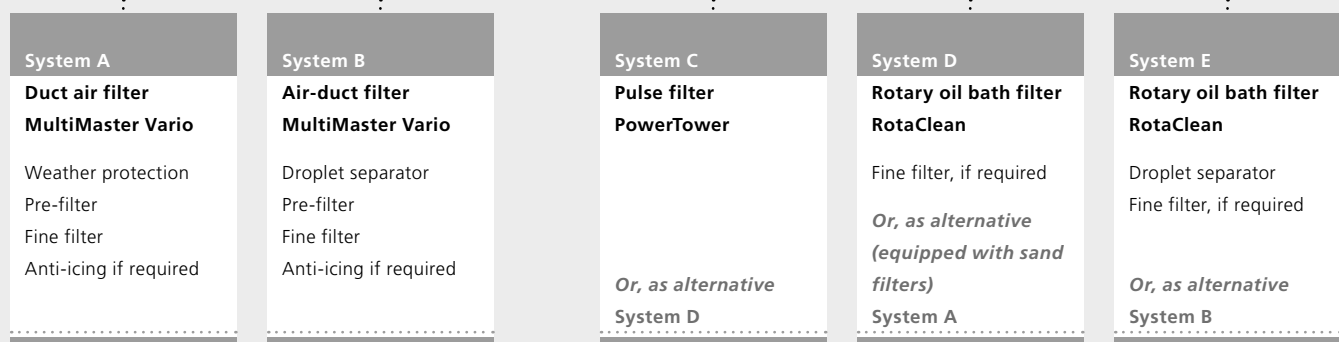 System A
Duct air filter
MultiMaster Vario
Weather protection
Pre-filter
Fine filter
Anti-icing if required
System B
Air-duct filter
MultiMaster Vario
Droplet separator
Pre-filter
Fine filter
Anti-icing if required
System C
Pulse filter
PowerTower
Or, as alternative
System D
System D
Rotary oil bath filter
RotaClean
Fine filter, if required
Or, as alternative
(equipped with sand
filters)
System A
System E
Rotary oil bath filter
RotaClean
Droplet separator
Fine filter, if required
Or, as alternative
System B